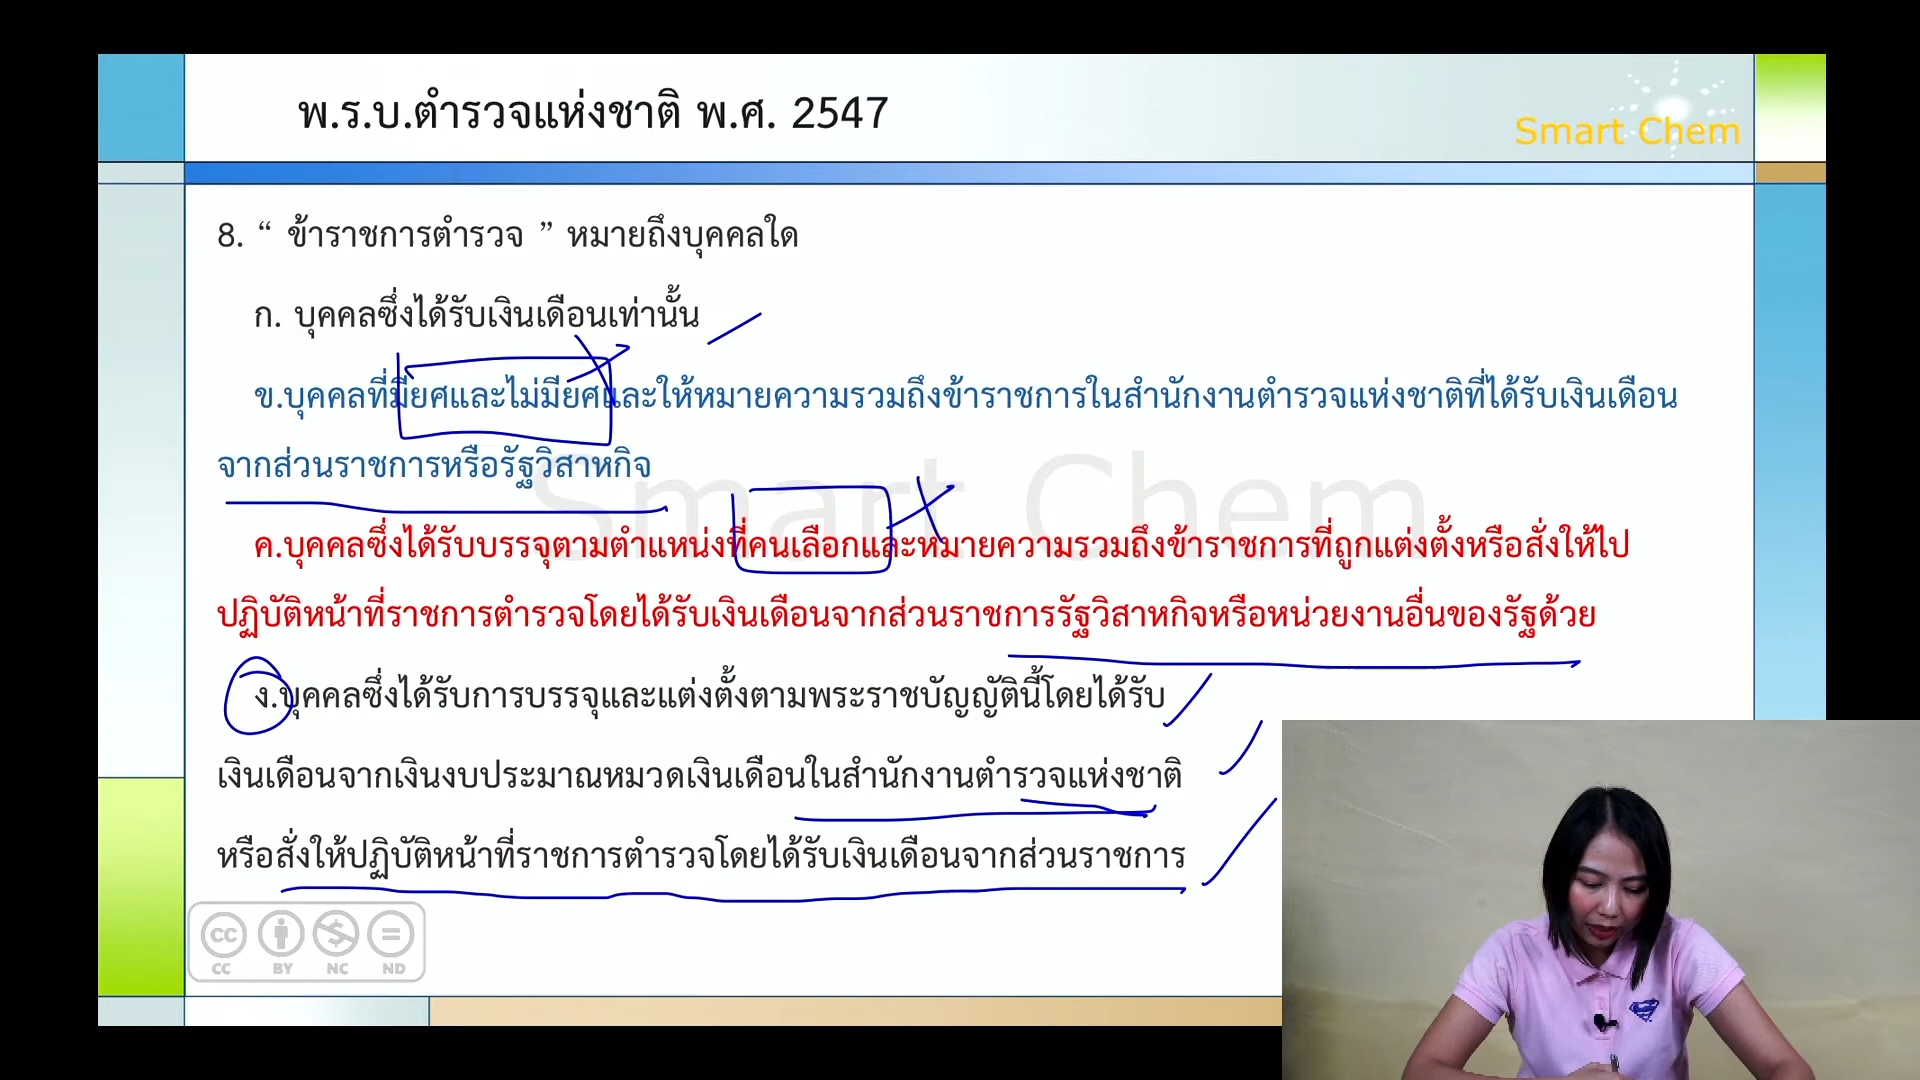 พ.ร.บ.ตำรวจแห่งชาติ พ.ศ. 2547
Smart Chem
8. “ ข้าราชการตำรวจ ” หมายถึงบุคคลใด
ก. บุคคลซึ่งได้รับเงินเดือนเท่านั้น
ข.บุคคลที่มียศและไม่มียศและให้หมายความรวมถึงข้าราชการในสำนักงานตำรวจแห่งชาติที่ได้รับเงินเดือน
จากส่วนราชการหรือรัฐวิสาหกิจ
Smart Chem
ค.บุคคลซึ่งได้รับบรรจุตามตำแหน่งที่คนเลือกและหมายความรวมถึงข้าราชการที่ถูกแต่งตั้งหรือสั่งให้ไป
ปฏิบัติหน้าที่ราชการตำรวจโดยได้รับเงินเดือนจากส่วนราชการรัฐวิสาหกิจหรือหน่วยงานอื่นของรัฐด้วย
ง.บุคคลซึ่งได้รับการบรรจุและแต่งตั้งตามพระราชบัญญัตินี้โดยได้รับ
เงินเดือนจากเงินงบประมาณหมวดเงินเดือนในสำนักงานตำรวจแห่งชาติ
หรือสั่งให้ปฏิบัติหน้าที่ราชการตำรวจโดยได้รับเงินเดือนจากส่วนราชการ
CC BY NC ND